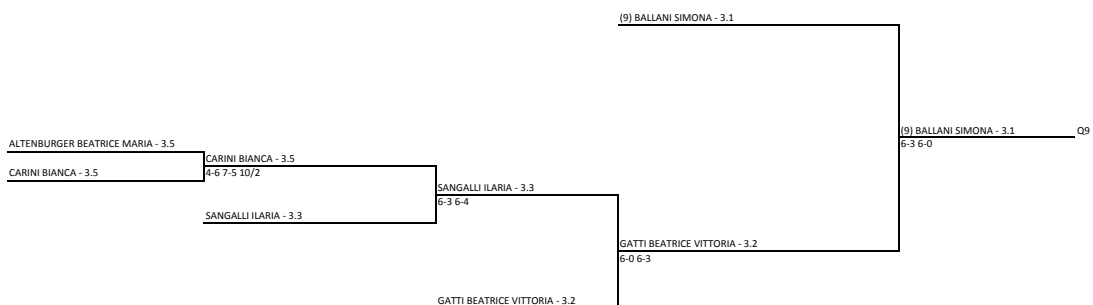 (9) BALLANI SIMONA - 3.1
(9) BALLANI SIMONA - 3.1
Q9
6-3 6-0
ALTENBURGER BEATRICE MARIA - 3.5
CARINI BIANCA - 3.5
CARINI BIANCA - 3.5
4-6 7-5 10/2
SANGALLI ILARIA - 3.3
6-3 6-4
SANGALLI ILARIA - 3.3
GATTI BEATRICE VITTORIA - 3.2
6-0 6-3
GATTI BEATRICE VITTORIA - 3.2